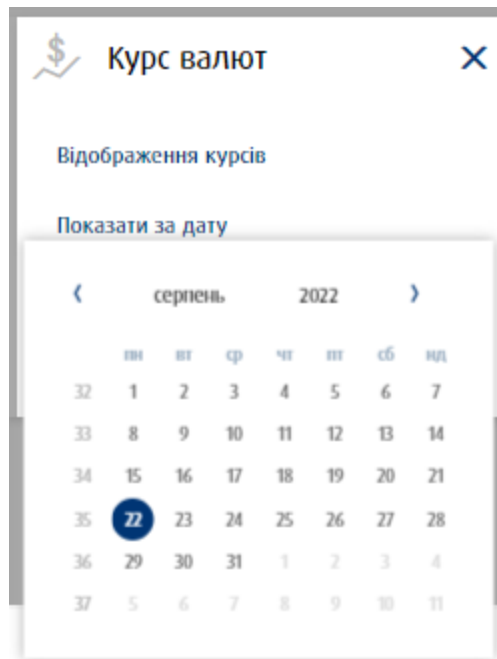 $ Курс валют ×
Відображення курсів
Показати за дату
‹ серпень 2022 ›
пн вт ср чт пт сб нд
32 1 2 3 4 5 6 7
33 8 9 10 11 12 13 14
34 15 16 17 18 19 20 21
35 22 23 24 25 26 27 28
36 29 30 31 1 2 3 4
37 5 6 7 8 9 10 11